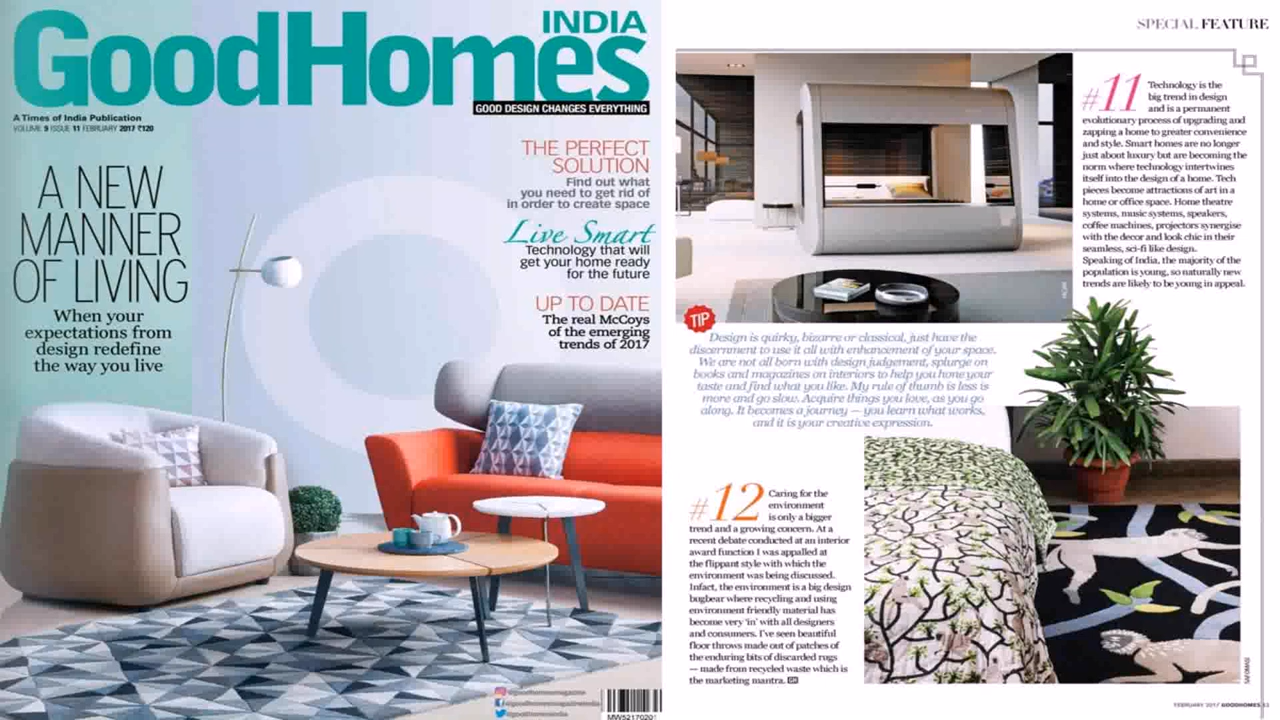 INDIA
GoodHomes
GOOD DESIGN CHANGES EVERYTHING
A Times of India Publication
VOLUME 9 ISSUE 11 FEBRUARY 2017 ₹120
A NEW
MANNER
OF LIVING
When your
expectations from
design redefine
the way you live
THE PERFECT
SOLUTION
Find out what
you need to get rid of
in order to create space
Live Smart
Technology that will
get your home ready
for the future
UP TO DATE
The real McCoys
of the emerging
trends of 2017
@goodhomesmagazine
@goodhomesindia
MW52170201
SPECIAL FEATURE
#11 Technology is the
big trend in design
and is a permanent
evolutionary process of upgrading and
zapping a home to greater convenience
and style. Smart homes are no longer
just about luxury but are becoming the
norm where technology intertwines
itself into the design of a home. Tech
pieces become attractions of art in a
home or office space. Home theatre
systems, music systems, speakers,
coffee machines, projectors synergise
with the decor and look chic in their
seamless, sci-fi like design.
Speaking of India, the majority of the
population is young, so naturally new
trends are likely to be young in appeal.
TIP
Design is quirky, bizarre or classical, just have the
discernment to use it all with enhancement of your space.
We are not all born with design judgement, splurge on
books and magazines on interiors to help you hone your
taste and find what you like. My rule of thumb is less is
more and go slow. Acquire things you love, as you go
along. It becomes a journey — you learn what works,
and it is your creative expression.
#12 Caring for the
environment
is only a bigger
trend and a growing concern. At a
recent debate conducted at an interior
award function I was appalled at
the flippant style with which the
environment was being discussed.
Infact, the environment is a big design
bugbear where recycling and using
environment friendly material has
become very 'in' with all designers
and consumers. I've seen beautiful
floor throws made out of patches of
the enduring bits of discarded rugs
— made from recycled waste which is
the marketing mantra. GH
FEBRUARY 2017 GOODHOMES